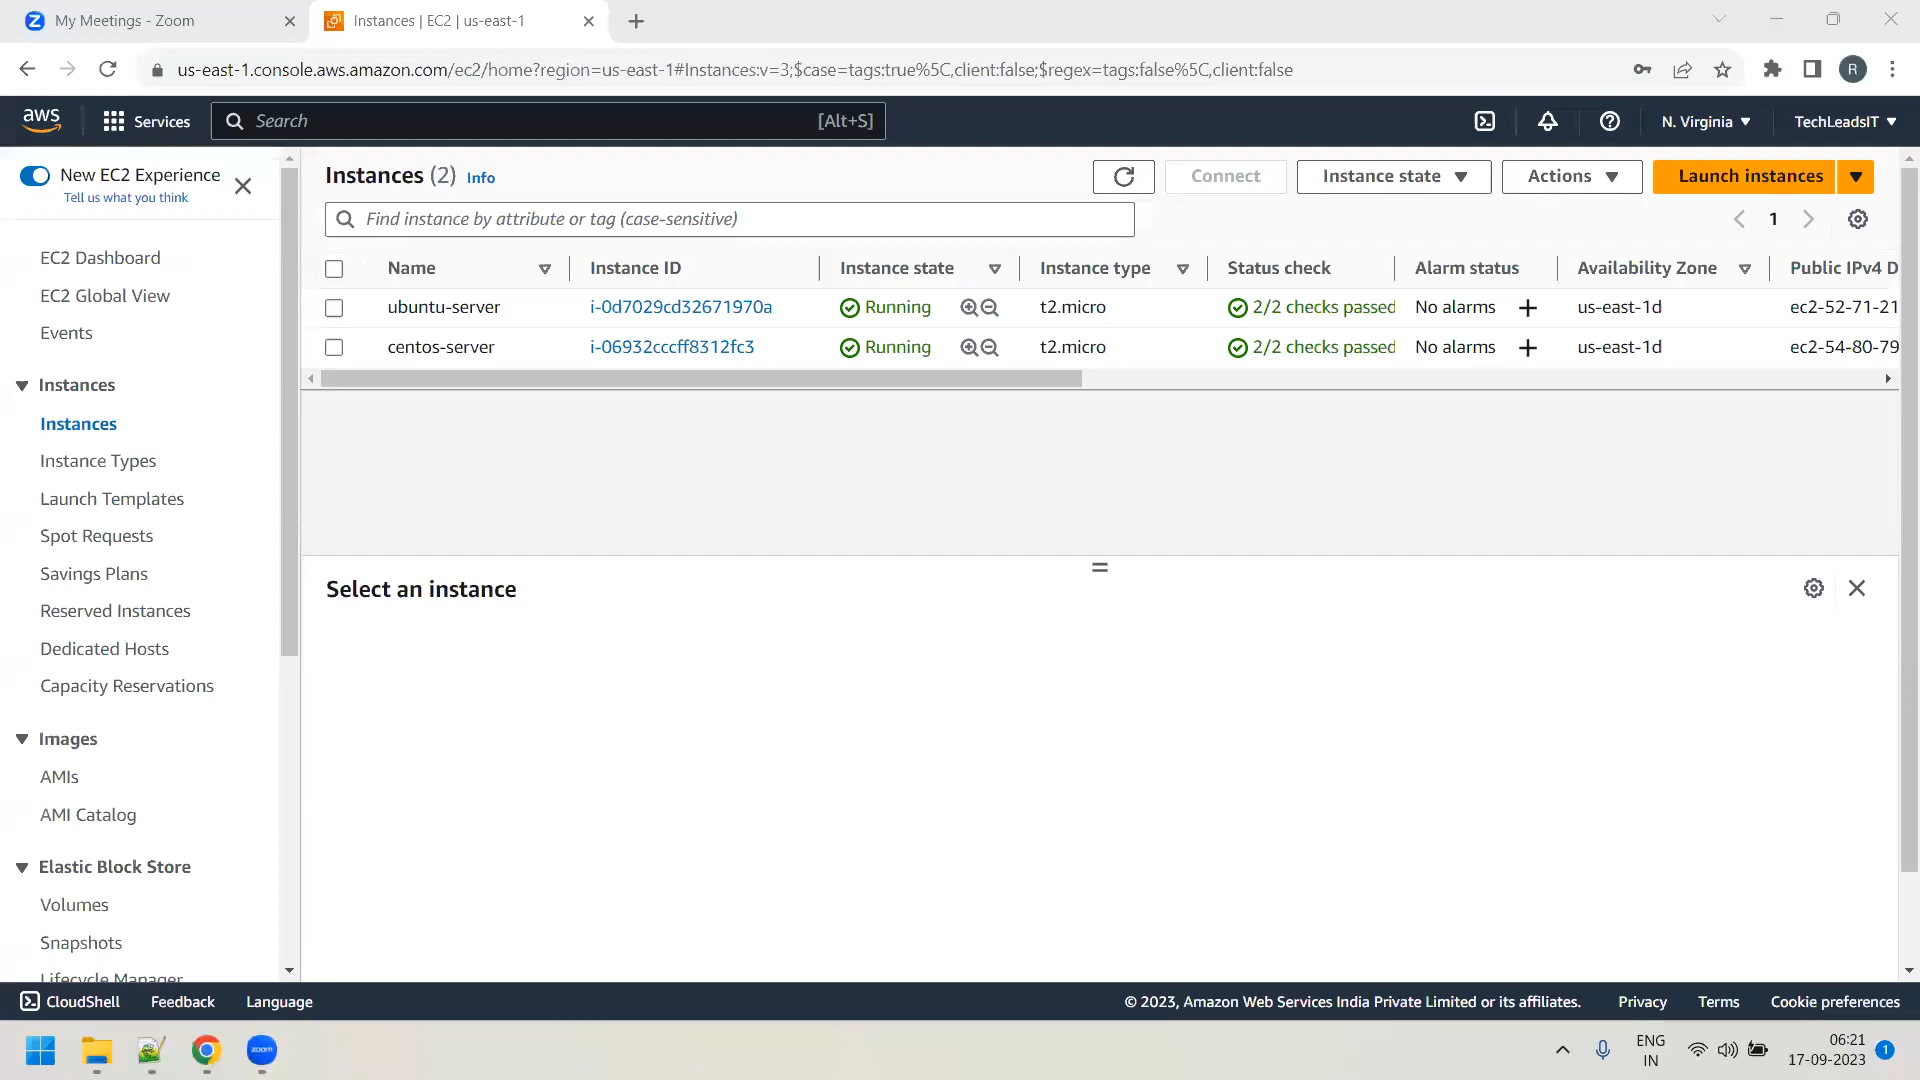 My Meetings - Zoom
Instances | EC2 | us-east-1
us-east-1.console.aws.amazon.com/ec2/home?region=us-east-1#Instances:v=3;$case=tags:true%5C,client:false;$regex=tags:false%5C,client:false
R
aws
Services
Search
[Alt+S]
N. Virginia
TechLeadsIT
New EC2 Experience
Tell us what you think
EC2 Dashboard
EC2 Global View
Events
Instances
Instances
Instance Types
Launch Templates
Spot Requests
Savings Plans
Reserved Instances
Dedicated Hosts
Capacity Reservations
Images
AMIs
AMI Catalog
Elastic Block Store
Volumes
Snapshots
Lifecycle Manager
Instances (2) Info
Connect
Instance state
Actions
Launch instances
Find instance by attribute or tag (case-sensitive)
1
Name Instance ID Instance state Instance type Status check Alarm status Availability Zone Public IPv4 D
ubuntu-server i-0d7029cd32671970a Running t2.micro 2/2 checks passed No alarms us-east-1d ec2-52-71-21
centos-server i-06932cccff8312fc3 Running t2.micro 2/2 checks passed No alarms us-east-1d ec2-54-80-79
Select an instance
CloudShell Feedback Language
© 2023, Amazon Web Services India Private Limited or its affiliates. Privacy Terms Cookie preferences
zoom
ENG
IN
06:21
17-09-2023
1